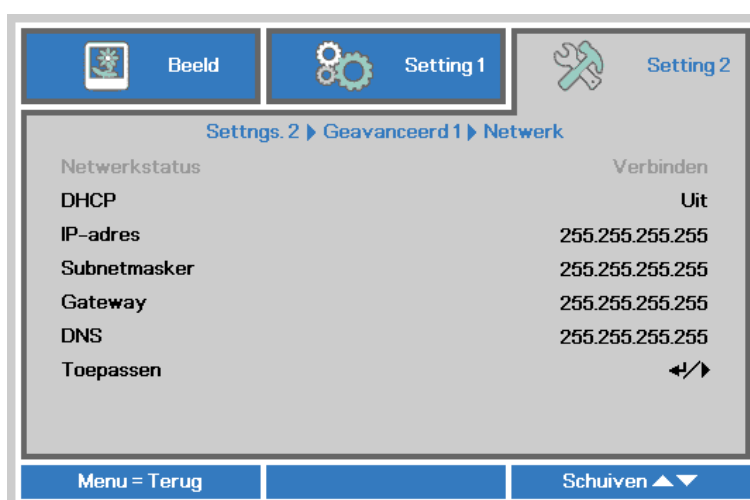 Beeld
Setting 1
Setting 2
Settngs. 2 ▶ Geavanceerd 1 ▶ Netwerk
Netwerkstatus Verbinden
DHCP Uit
IP-adres 255.255.255.255
Subnetmasker 255.255.255.255
Gateway 255.255.255.255
DNS 255.255.255.255
Toepassen ↵/▶
Menu = Terug
Schuiven ▲▼